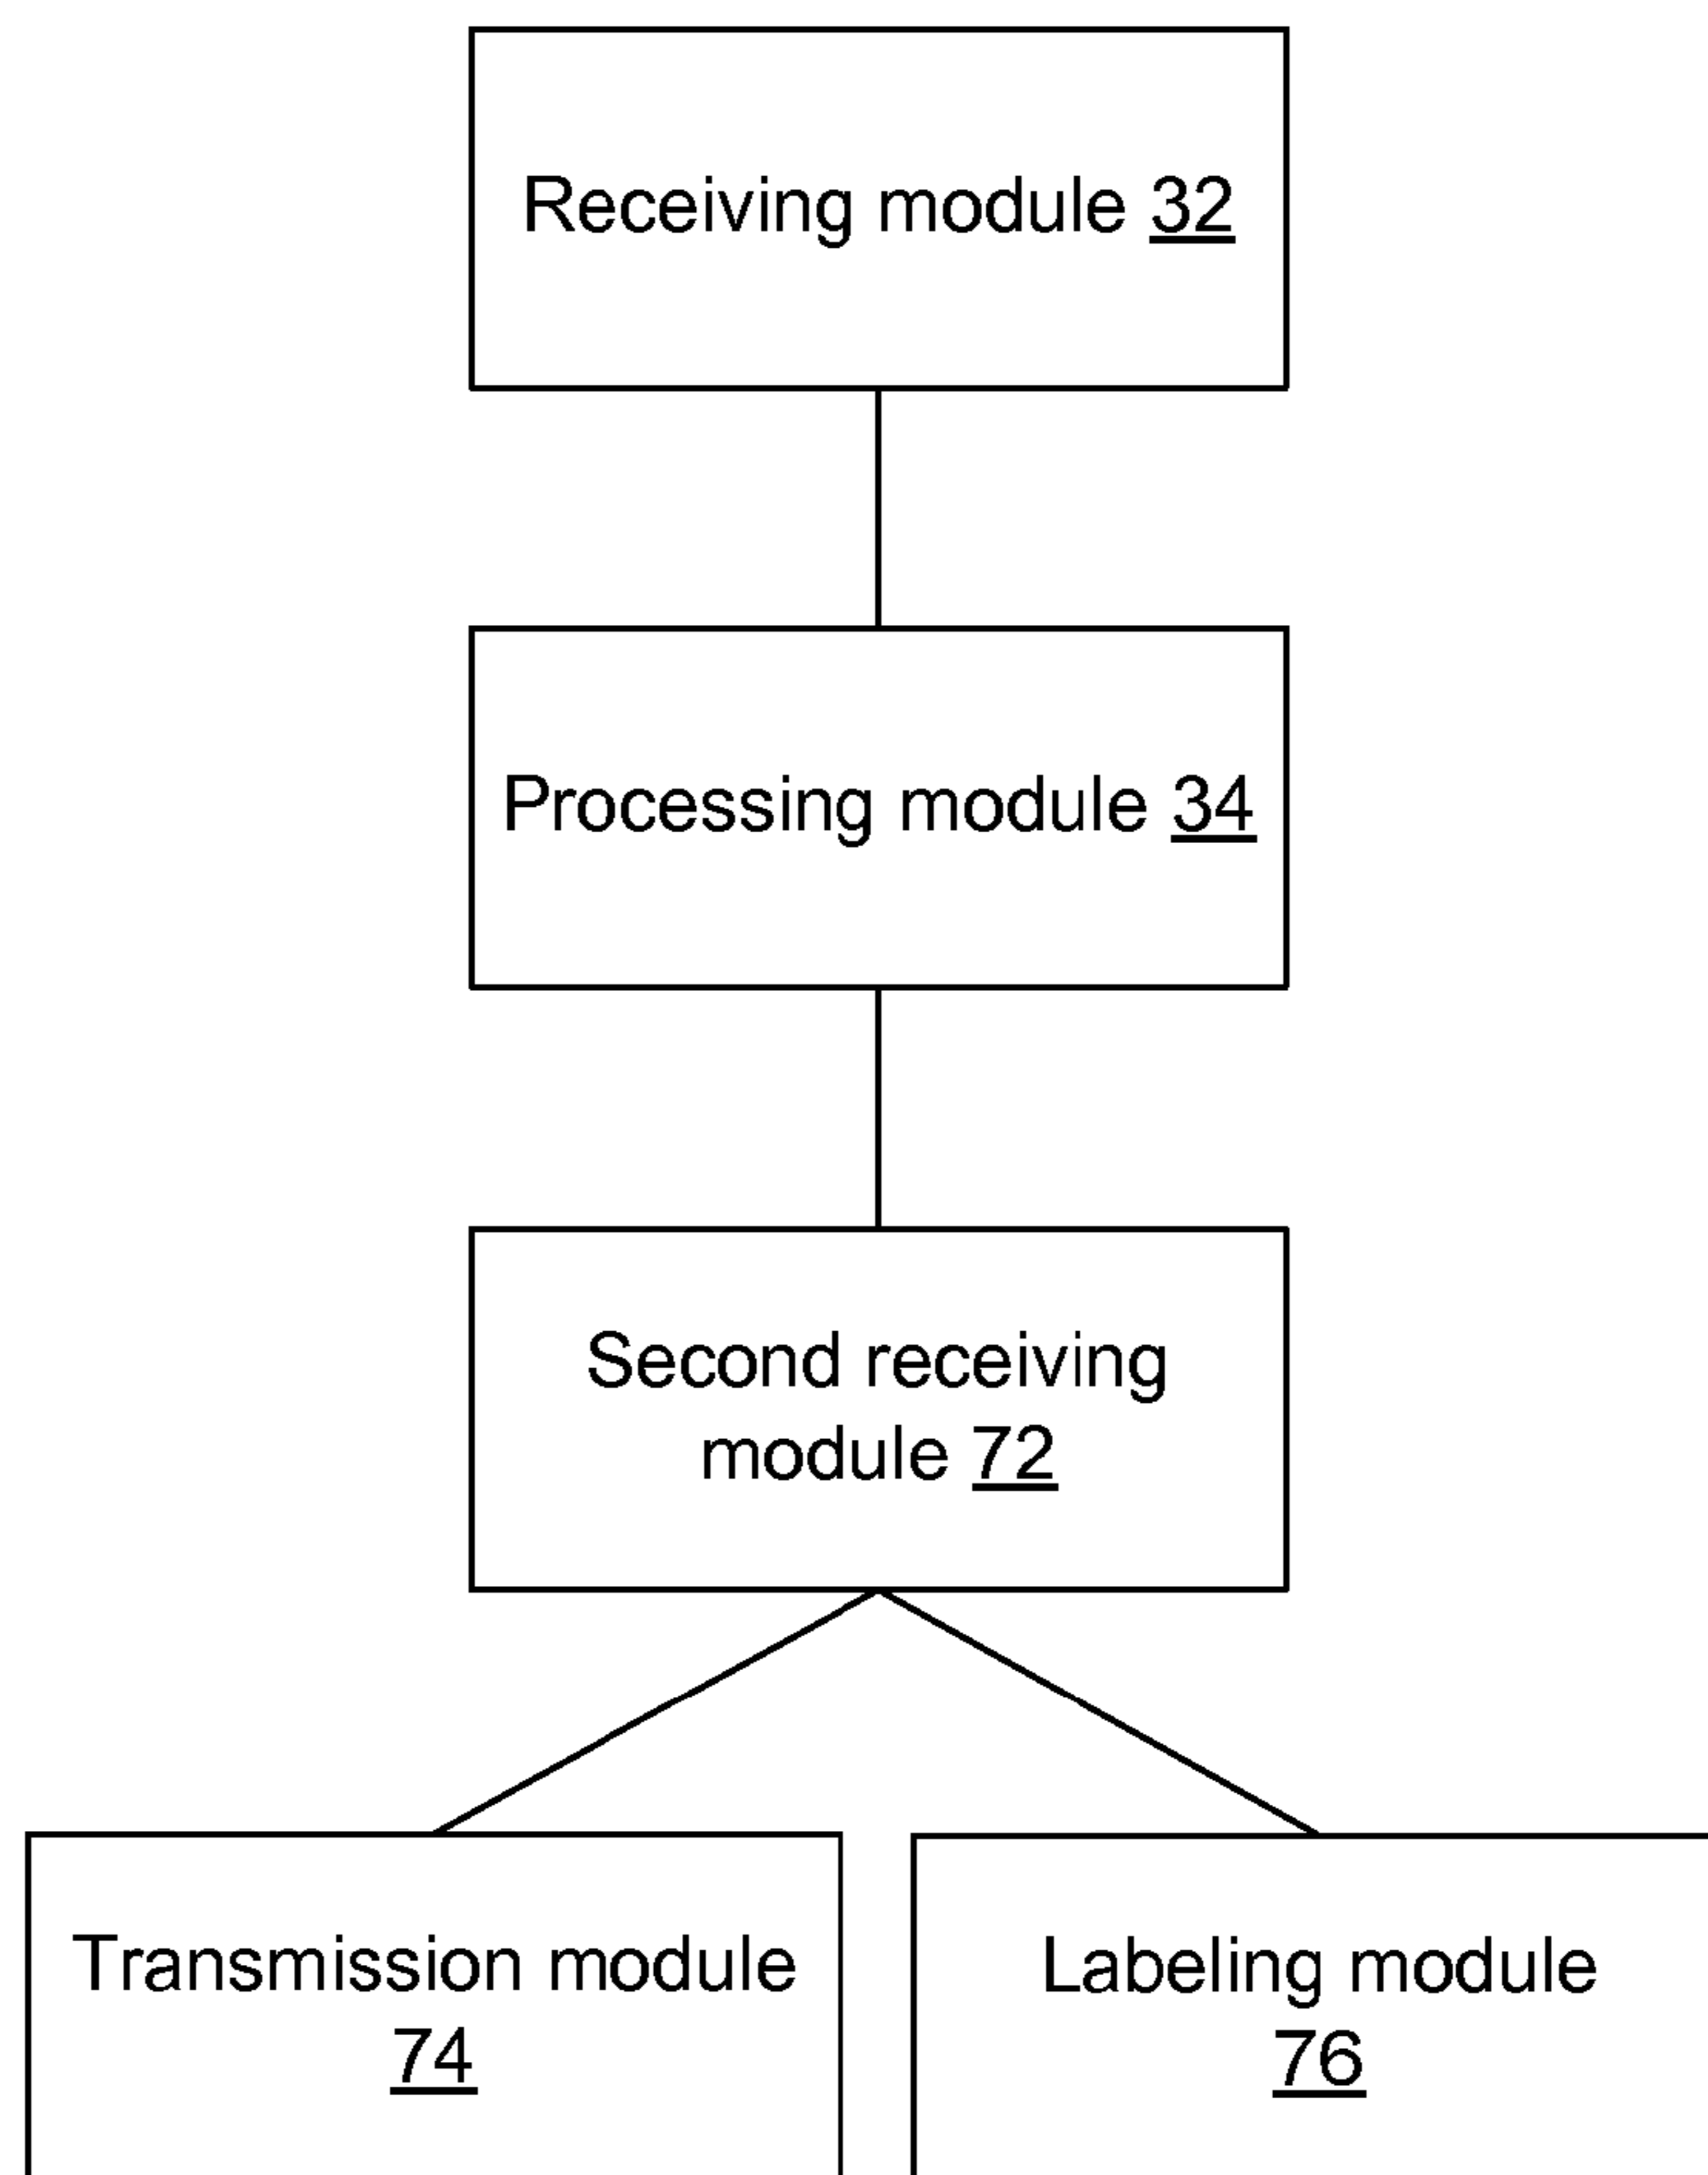 Receiving module 32
Processing module 34
Second receiving
module 72
Transmission module
74
Labeling module
76